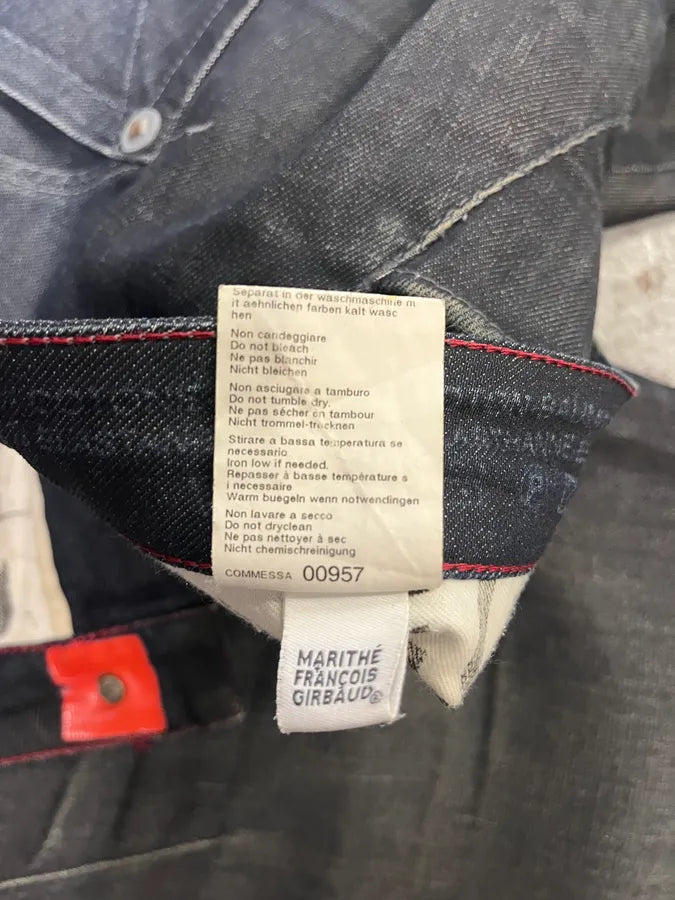 Separat in der waschmaschine m
it aehnlichen farben kalt wasc
hen
Non candeggiare
Do not bleach
Ne pas blanchir
Nicht bleichen
Non asciugara a tamburo
Do not tumble dry.
Ne pas sécher en tambour
Nicht trommel-trocknen
Stirare a bassa temperatura se
necessario
Iron low if needed.
Repasser à basse température s
i necessaire
Warm buegeln wenn notwendingen
Non lavare a secco
Do not dryclean
Ne pas nettoyer à sec
Nicht chemischreinigung
COMMESSA 00957
MARITHÉ
FRANÇOIS
GIRBAUD®